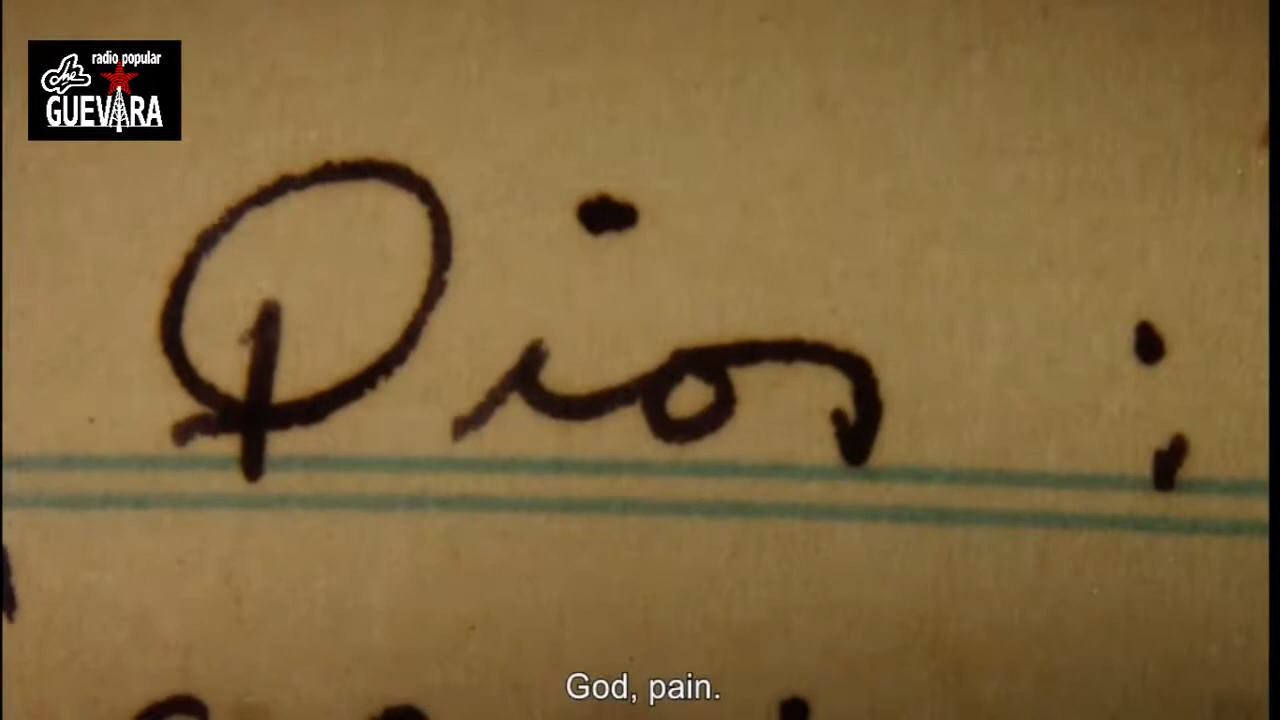 radio popular
Che
GUEVARA
Dios ;
God, pain.